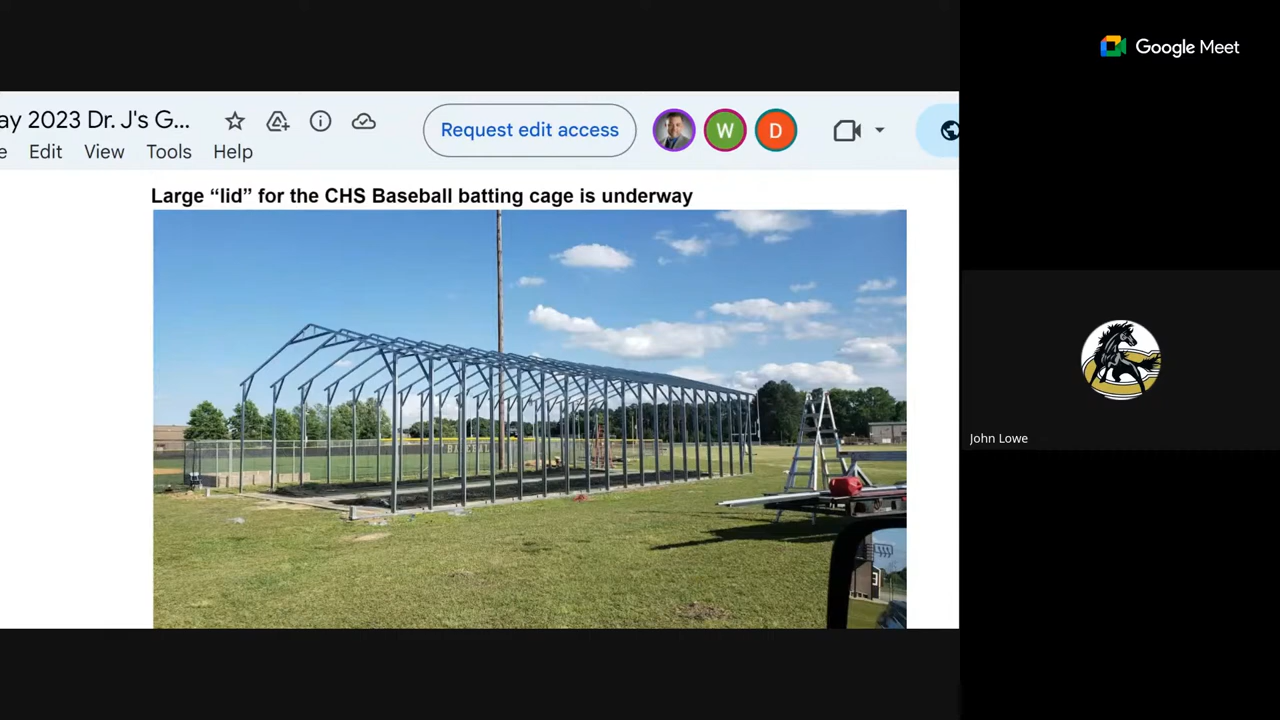 Google Meet
ay 2023 Dr. J's G...
Request edit access
W
D
e Edit View Tools Help
Large “lid” for the CHS Baseball batting cage is underway
BASEBALL
John Lowe